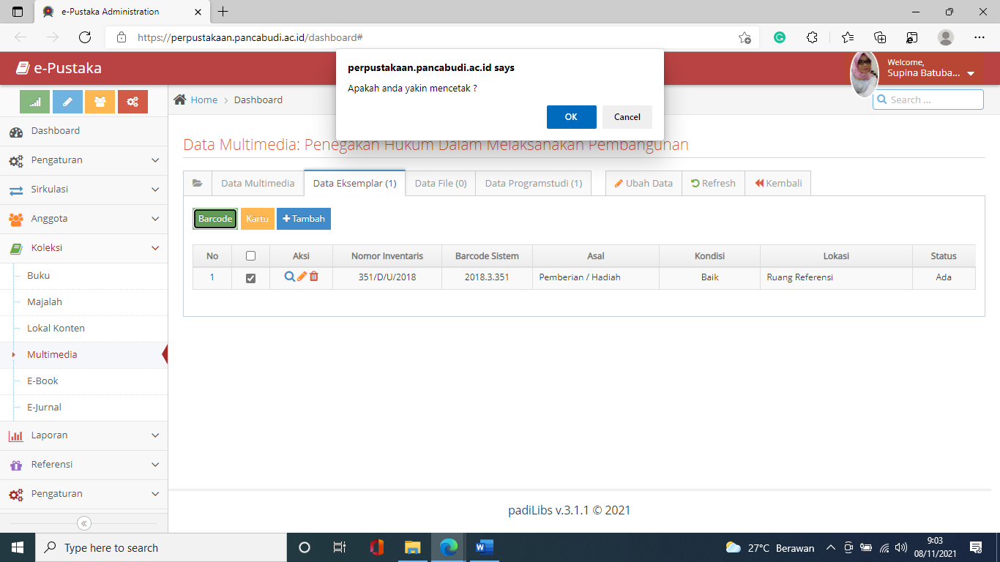 e-Pustaka Administration
https://perpustakaan.pancabudi.ac.id/dashboard#
e-Pustaka
Welcome,
Supina Batuba...
perpustakaan.pancabudi.ac.id says
Apakah anda yakin mencetak ?
OK
Cancel
Home
Dashboard
Search ...
Dashboard
Pengaturan
Sirkulasi
Anggota
Koleksi
Buku
Majalah
Lokal Konten
Multimedia
E-Book
E-Jurnal
Laporan
Referensi
Pengaturan
Data Multimedia: Penegakan Hukum Dalam Melaksanakan Pembangunan
Data Multimedia
Data Eksemplar (1)
Data File (0)
Data Programstudi (1)
Ubah Data
Refresh
Kembali
Barcode
Kartu
Tambah
No Aksi Nomor Inventaris Barcode Sistem Asal Kondisi Lokasi Status
1 351/D/U/2018 2018.3.351 Pemberian / Hadiah Baik Ruang Referensi Ada
padiLibs v.3.1.1 © 2021
Type here to search
27°C Berawan
9:03
08/11/2021